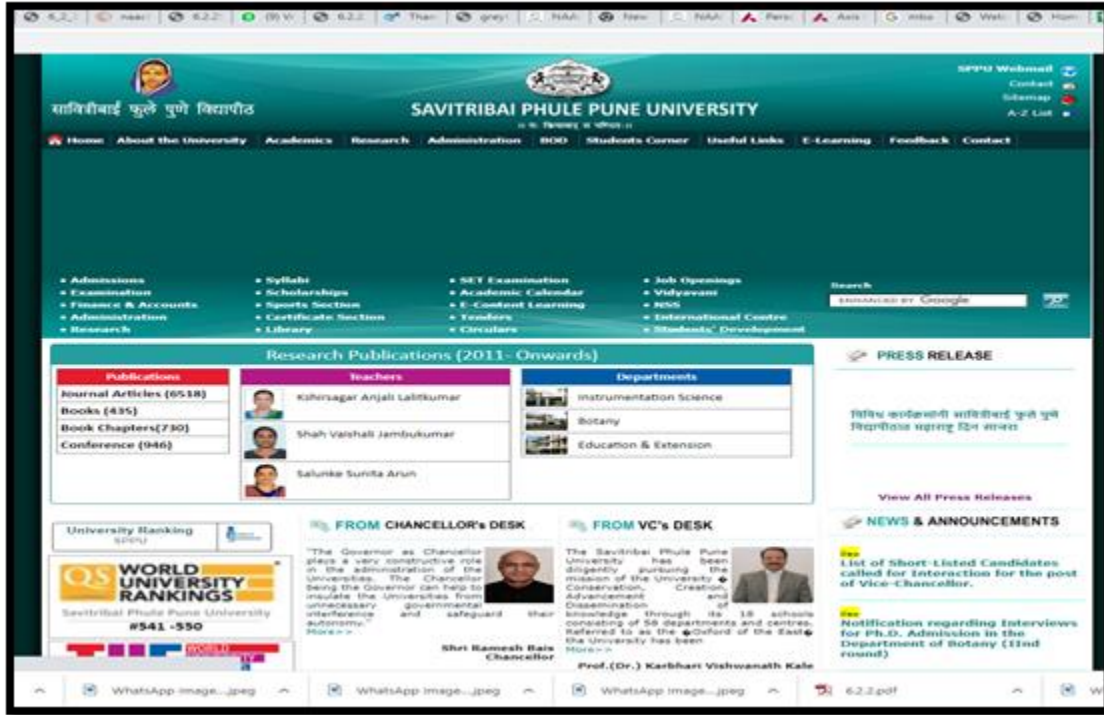 6.2.2
SPPU Webmail
Contact
Sitemap
A-Z List
सावित्रीबाई फुले पुणे विद्यापीठ
SAVITRIBAI PHULE PUNE UNIVERSITY
Home About the University Academics Research Administration BOD Students Corner Useful Links E-Learning Feedback Contact
Admissions
Examination
Finance & Accounts
Administration
Research
Syllabi
Scholarships
Sports Section
Certificate Section
Library
SET Examination
Academic Calendar
E-Content Learning
Tenders
Circulars
Job Openings
Vidyavani
NSS
International Centre
Students' Development
Search
ENHANCED BY Google
Research Publications (2011- Onwards)
Publications
Journal Articles (6518)
Books (435)
Book Chapters(730)
Conference (946)
Teachers
Kshirsagar Anjali Lalitkumar
Shah Vaishali Jambukumar
Salunke Sunita Arun
Departments
Instrumentation Science
Botany
Education & Extension
PRESS RELEASE
विविध कार्यक्रमांनी सावित्रीबाई फुले पुणे
विद्यापीठात महाराष्ट्र दिन साजरा
View All Press Releases
University Ranking
SPPU
QS WORLD
UNIVERSITY
RANKINGS
Savitribai Phule Pune University
#541 -550
WORLD
FROM CHANCELLOR's DESK
"The Governor as Chancellor
plays a very constructive role
in the administration of the
Universities. The Chancellor
being the Governor can help to
insulate the Universities from
unnecessary governmental
interference and safeguard their
autonomy."
More>>
Shri Ramesh Bais
Chancellor
FROM VC's DESK
The Savitribai Phule Pune
University has been
diligently pursuing the
mission of the University �
Conservation, Creation,
Advancement and
Dissemination of
knowledge through its 18 schools
consisting of 58 departments and centres.
Referred to as the �Oxford of the East�
the University has been
More>>
Prof.(Dr.) Karbhari Vishwanath Kale
NEWS & ANNOUNCEMENTS
New
List of Short-Listed Candidates
called for Interaction for the post
of Vice-Chancellor.
New
Notification regarding Interviews
for Ph.D. Admission in the
Department of Botany (IInd
round)
WhatsApp Image...jpeg
WhatsApp Image...jpeg
WhatsApp Image...jpeg
6.2.2.pdf
W